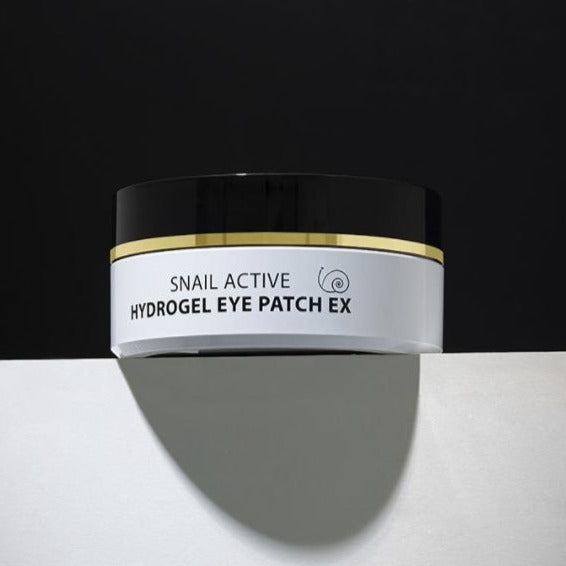 SNAIL ACTIVE
HYDROGEL EYE PATCH EX